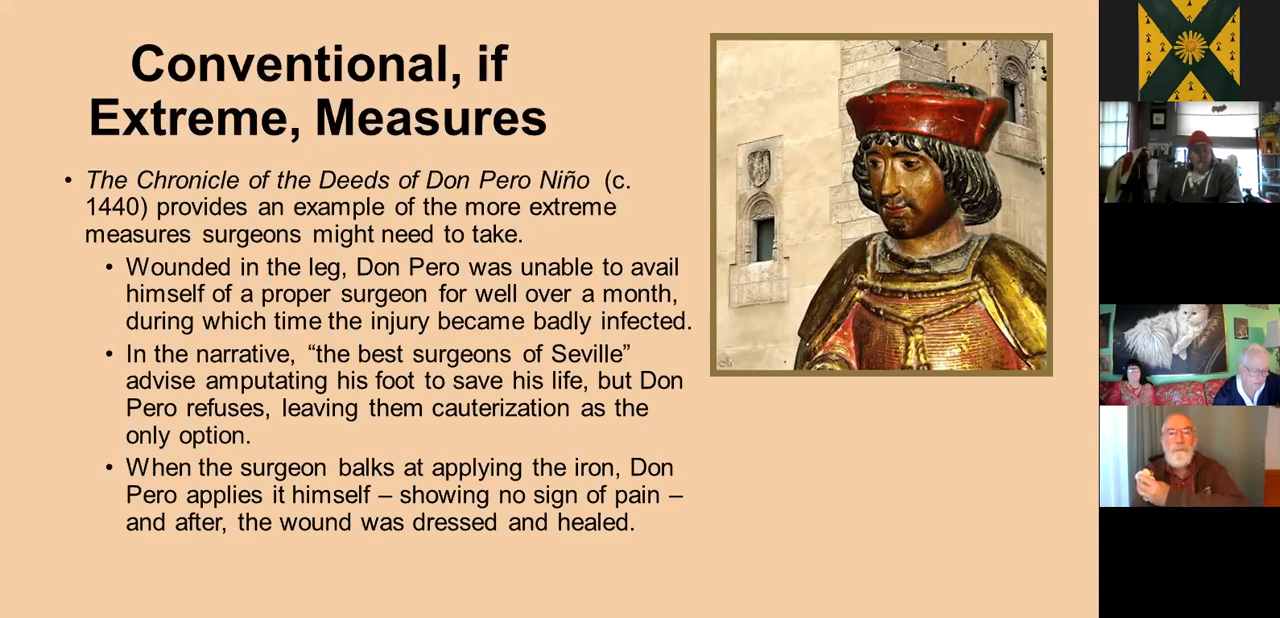 Conventional, if
Extreme, Measures
• The Chronicle of the Deeds of Don Pero Niño (c.
1440) provides an example of the more extreme
measures surgeons might need to take.
• Wounded in the leg, Don Pero was unable to avail
himself of a proper surgeon for well over a month,
during which time the injury became badly infected.
• In the narrative, “the best surgeons of Seville”
advise amputating his foot to save his life, but Don
Pero refuses, leaving them cauterization as the
only option.
• When the surgeon balks at applying the iron, Don
Pero applies it himself – showing no sign of pain –
and after, the wound was dressed and healed.